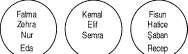 Fatma
Zehra
Nur
Eda
Kemal
Elif
Semra
Fisun
Hatice
Şaban
Recep